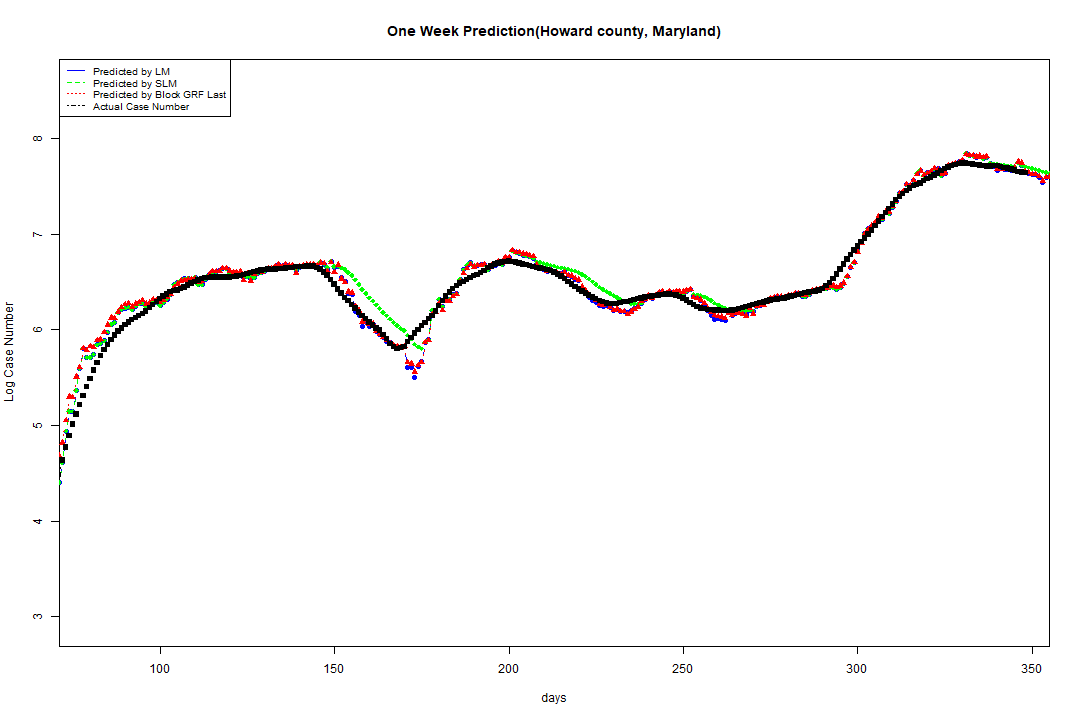 One Week Prediction(Howard county, Maryland)
Predicted by LM
Predicted by SLM
Predicted by Block GRF Last
Actual Case Number
8
7
6
5
4
3
Log Case Number
100 150 200 250 300 350
days